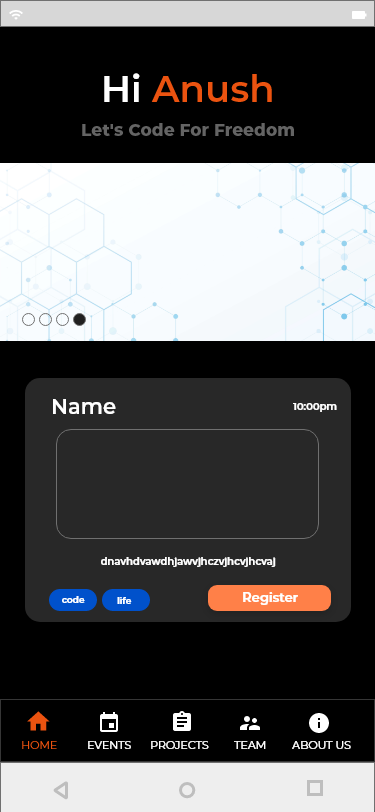 Hi Anush
Let's Code For Freedom
Name
10:00pm
dnavhdvawdhjawvjhczvjhcvjhcvaj
code
life
Register
HOME
EVENTS
PROJECTS
TEAM
ABOUT US